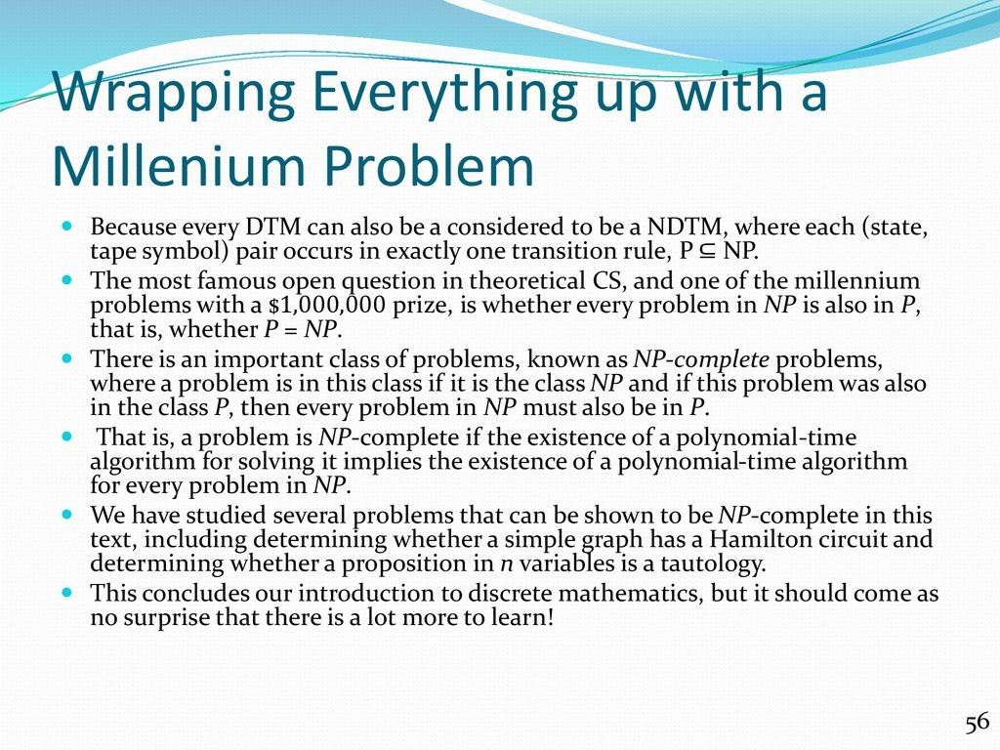 Wrapping Everything up with a
Millenium Problem
• Because every DTM can also be a considered to be a NDTM, where each (state,
tape symbol) pair occurs in exactly one transition rule, P ⊆ NP.
• The most famous open question in theoretical CS, and one of the millennium
problems with a $1,000,000 prize, is whether every problem in NP is also in P,
that is, whether P = NP.
• There is an important class of problems, known as NP-complete problems,
where a problem is in this class if it is the class NP and if this problem was also
in the class P, then every problem in NP must also be in P.
• That is, a problem is NP-complete if the existence of a polynomial-time
algorithm for solving it implies the existence of a polynomial-time algorithm
for every problem in NP.
• We have studied several problems that can be shown to be NP-complete in this
text, including determining whether a simple graph has a Hamilton circuit and
determining whether a proposition in n variables is a tautology.
• This concludes our introduction to discrete mathematics, but it should come as
no surprise that there is a lot more to learn!
56